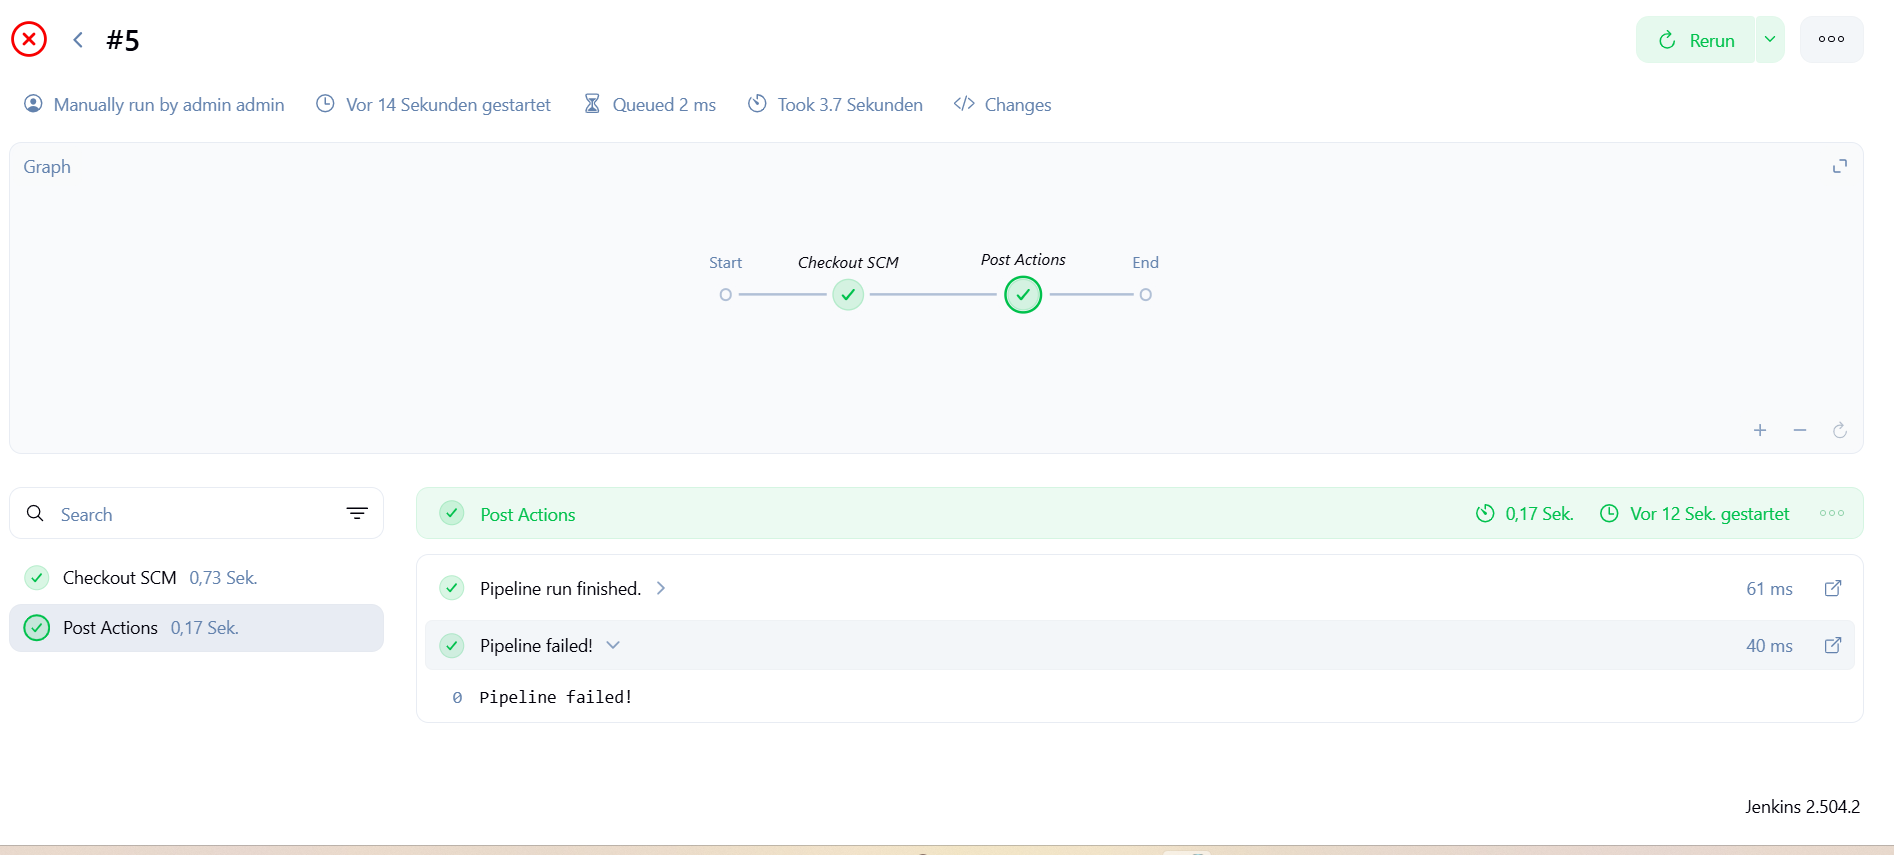 #5
Rerun
Manually run by admin admin
Vor 14 Sekunden gestartet
Queued 2 ms
Took 3.7 Sekunden
Changes
Graph
Start
Checkout SCM
Post Actions
End
Search
Checkout SCM 0,73 Sek.
Post Actions 0,17 Sek.
Post Actions
0,17 Sek.
Vor 12 Sek. gestartet
Pipeline run finished.
61 ms
Pipeline failed!
40 ms
0 Pipeline failed!
Jenkins 2.504.2